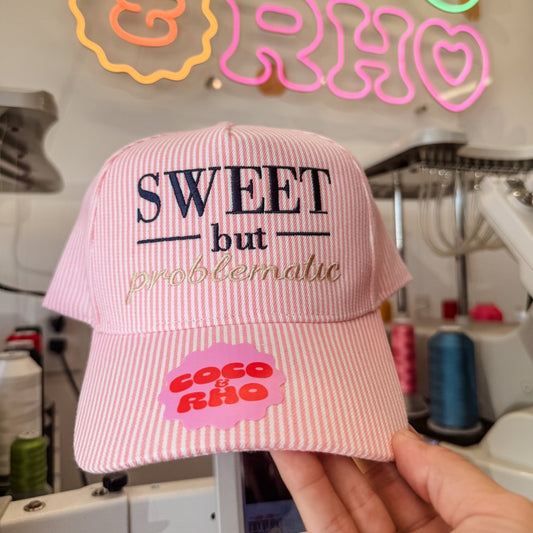 &
& RHO
SWEET
but
problematic
COCO
&
RHO